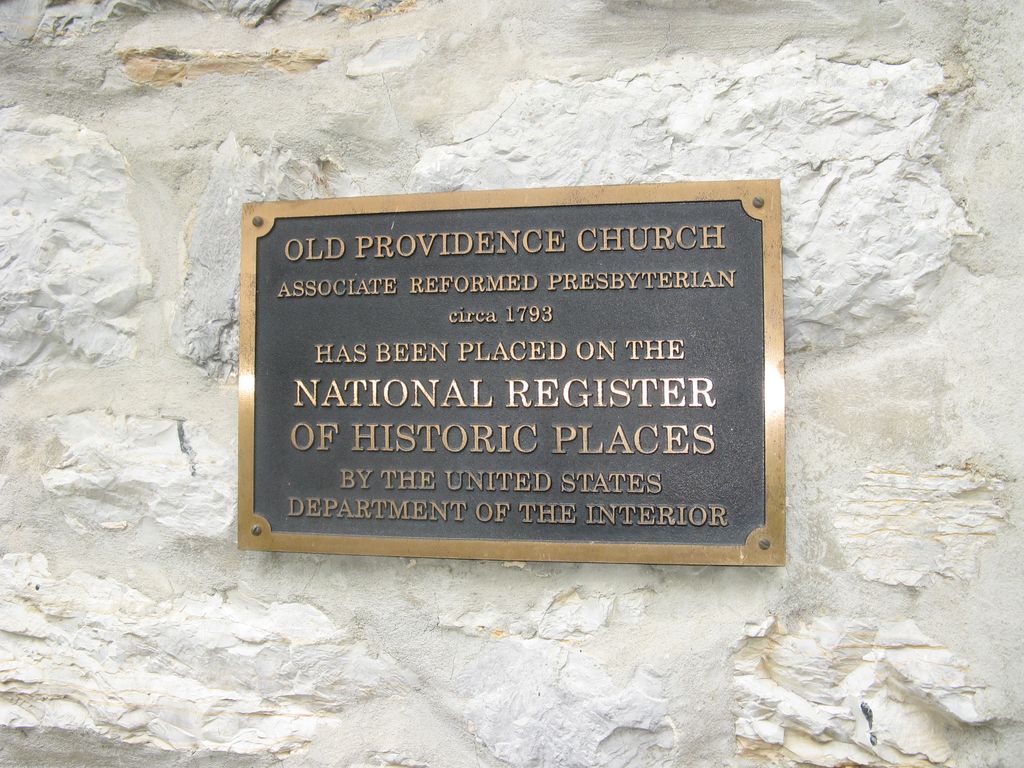 OLD PROVIDENCE CHURCH
ASSOCIATE REFORMED PRESBYTERIAN
circa 1793
HAS BEEN PLACED ON THE
NATIONAL REGISTER
OF HISTORIC PLACES
BY THE UNITED STATES
DEPARTMENT OF THE INTERIOR